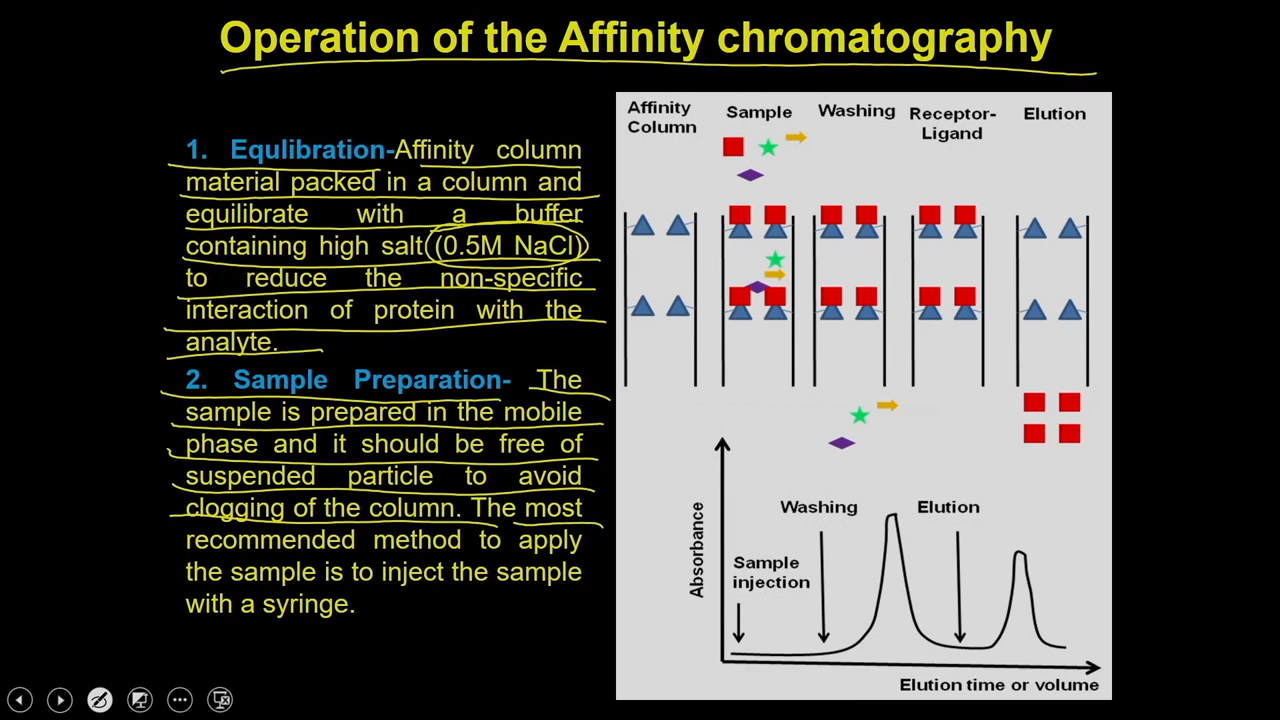 Operation of the Affinity chromatography
1. Equlibration-Affinity column
material packed in a column and
equilibrate with a buffer
containing high salt (0.5M NaCl)
to reduce the non-specific
interaction of protein with the
analyte.
2. Sample Preparation- The
sample is prepared in the mobile
phase and it should be free of
suspended particle to avoid
clogging of the column. The most
recommended method to apply
the sample is to inject the sample
with a syringe.
Affinity
Column
Sample
Washing
Receptor-
Ligand
Elution
Absorbance
Sample
injection
Washing
Elution
Elution time or volume